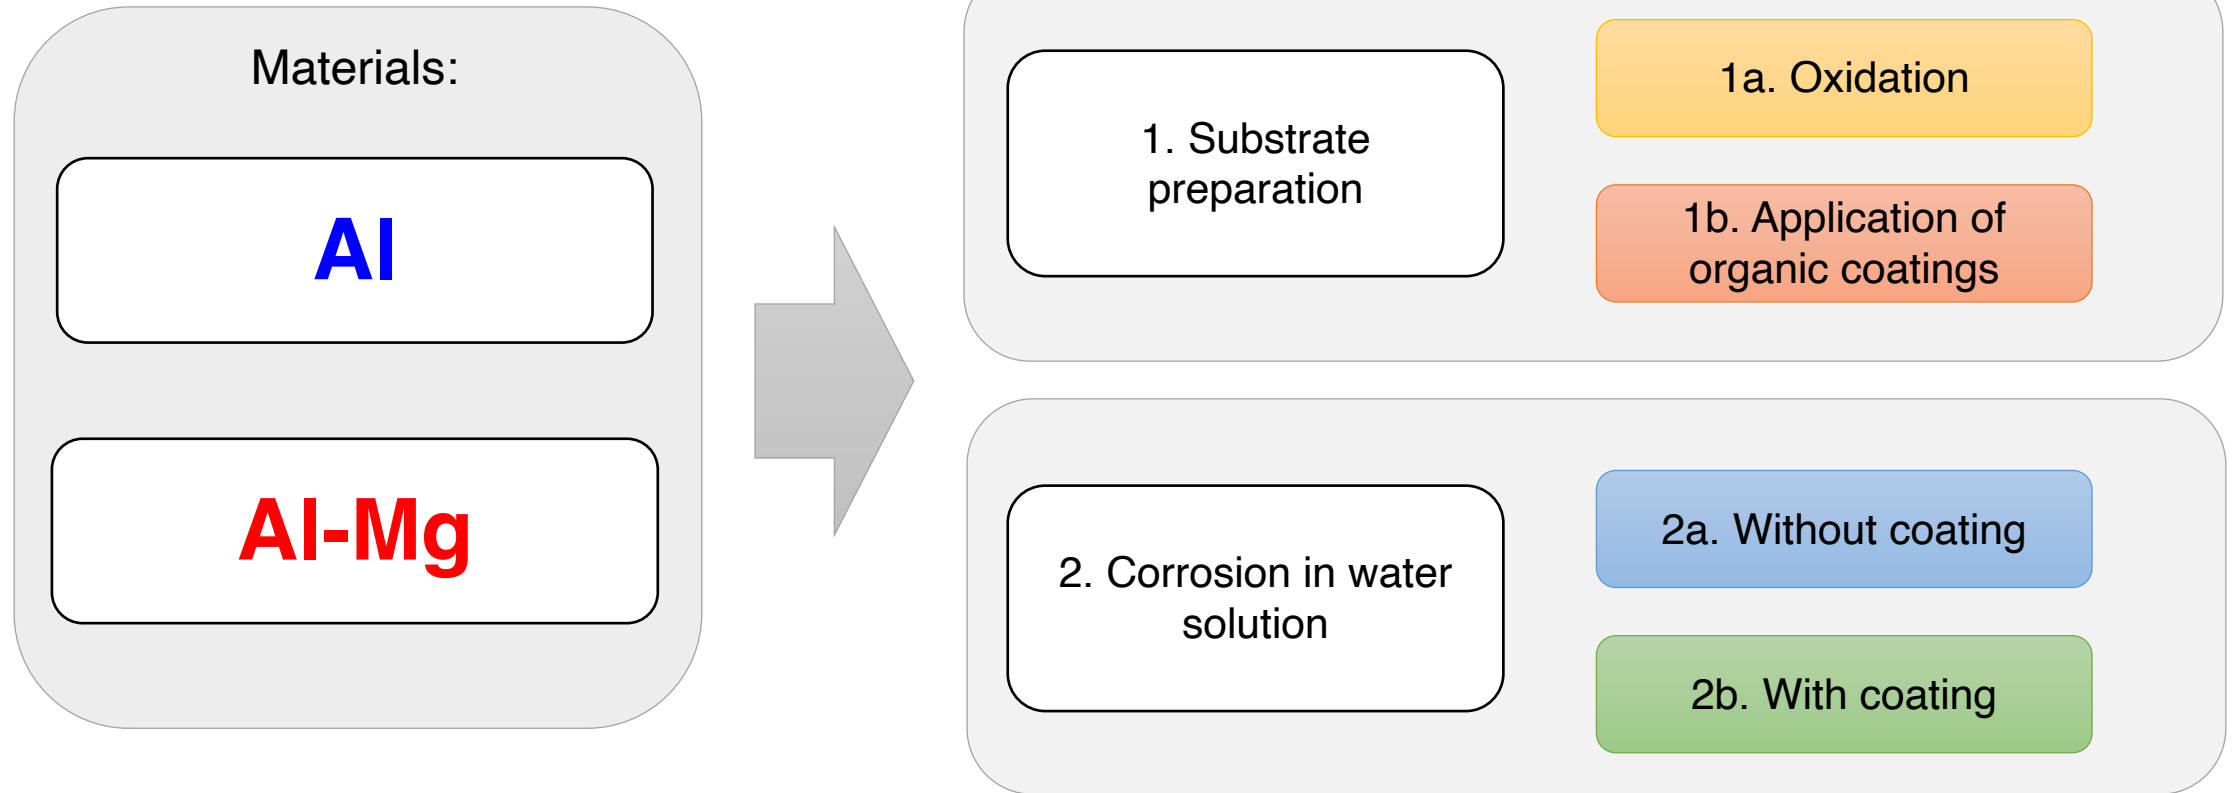 Materials:
Al
Al-Mg
1. Substrate
preparation
1a. Oxidation
1b. Application of
organic coatings
2. Corrosion in water
solution
2a. Without coating
2b. With coating